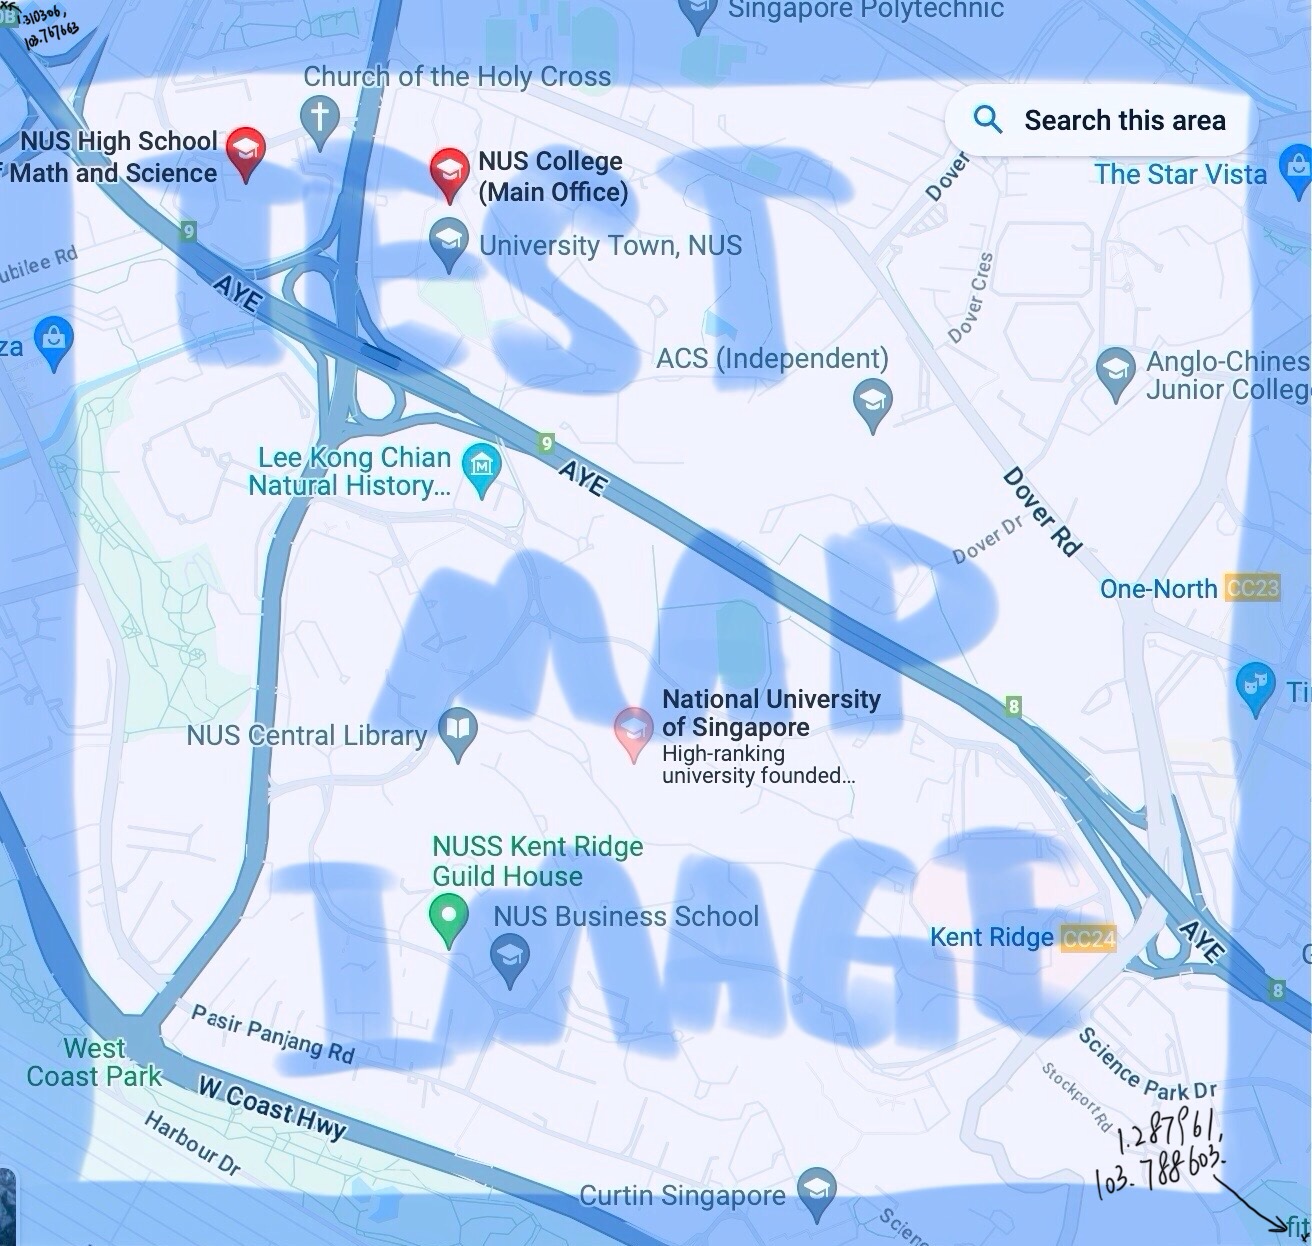 1.310306,
103.767663
Singapore Polytechnic
Church of the Holy Cross
Search this area
NUS High School
f Math and Science
NUS College
(Main Office)
Dover
The Star Vista
TEST
9
University Town, NUS
ubilee Rd
AYE
Dover Cres
za
ACS (Independent)
Anglo-Chines
Junior College
Lee Kong Chian
Natural History...
9
AYE
Dover Rd
Dover Dr
MAP
One-North CC23
National University
of Singapore
High-ranking
university founded...
8
Ti
NUS Central Library
NUSS Kent Ridge
Guild House
IMAGE
NUS Business School
Kent Ridge CC24
AYE
8
Pasir Panjang Rd
West
Coast Park
W Coast Hwy
Harbour Dr
Science Park Dr
Stockport Rd
1.287961,
103.788603
Curtin Singapore
Scienc
fit